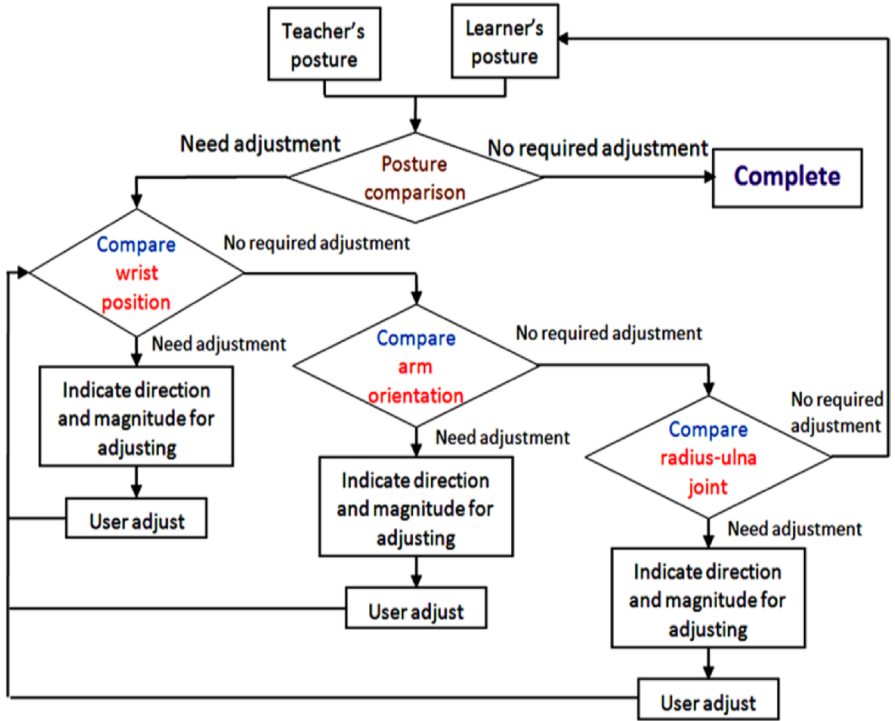 Teacher's
posture
Learner's
posture
Need adjustment
No required adjustment
Posture
comparison
Complete
Compare
wrist
position
No required adjustment
Need adjustment
Compare
arm
orientation
No required adjustment
Indicate direction
and magnitude for
adjusting
Need adjustment
Compare
radius-ulna
joint
No required
adjustment
User adjust
Indicate direction
and magnitude for
adjusting
Need adjustment
User adjust
Indicate direction
and magnitude for
adjusting
User adjust